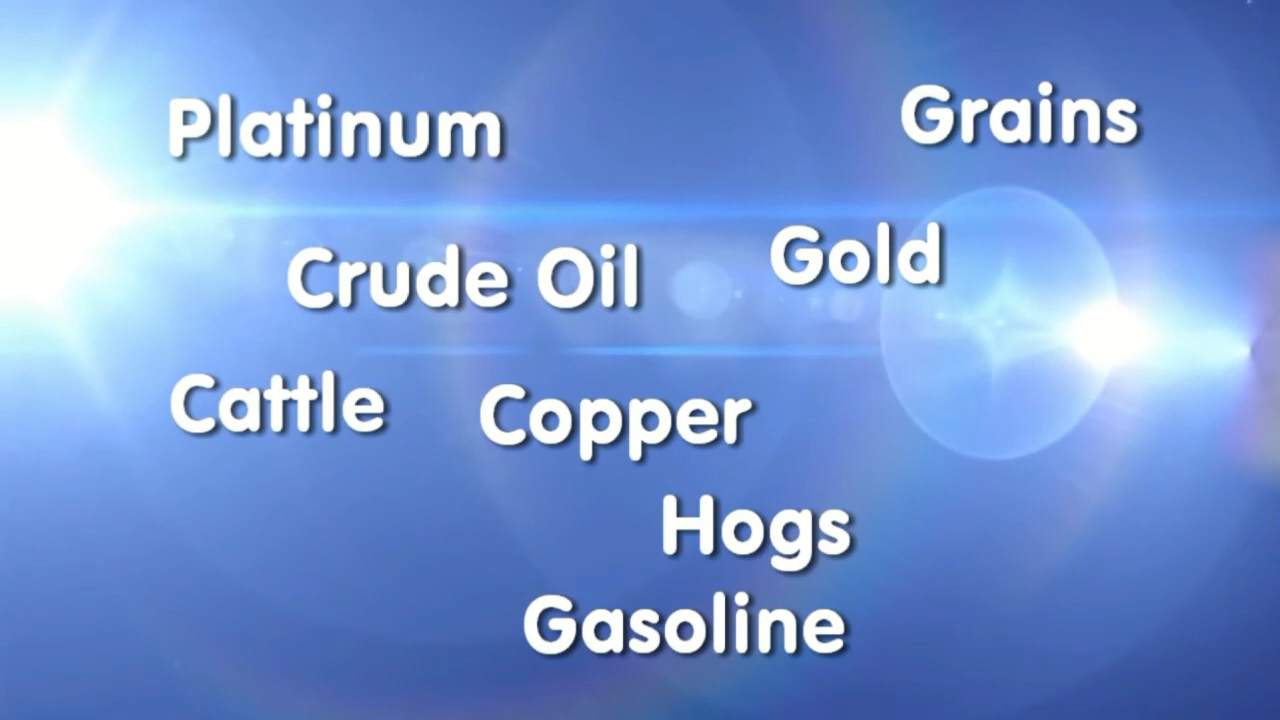 Platinum
Grains
Crude Oil
Gold
Cattle
Copper
Hogs
Gasoline